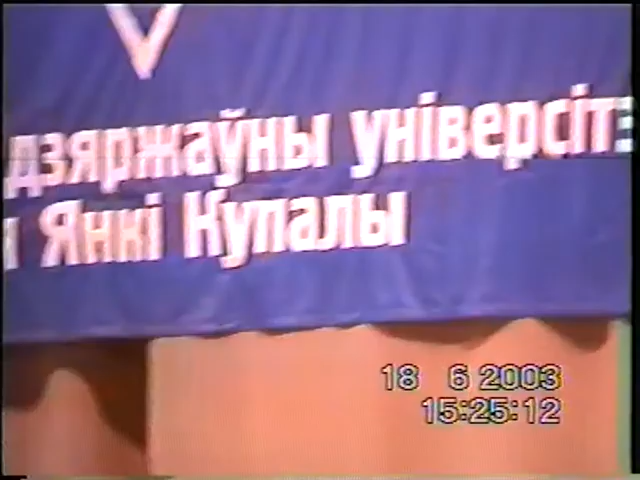 дзяржаўны універсіт
Янкі Купалы
18 6 2003
15:25:12